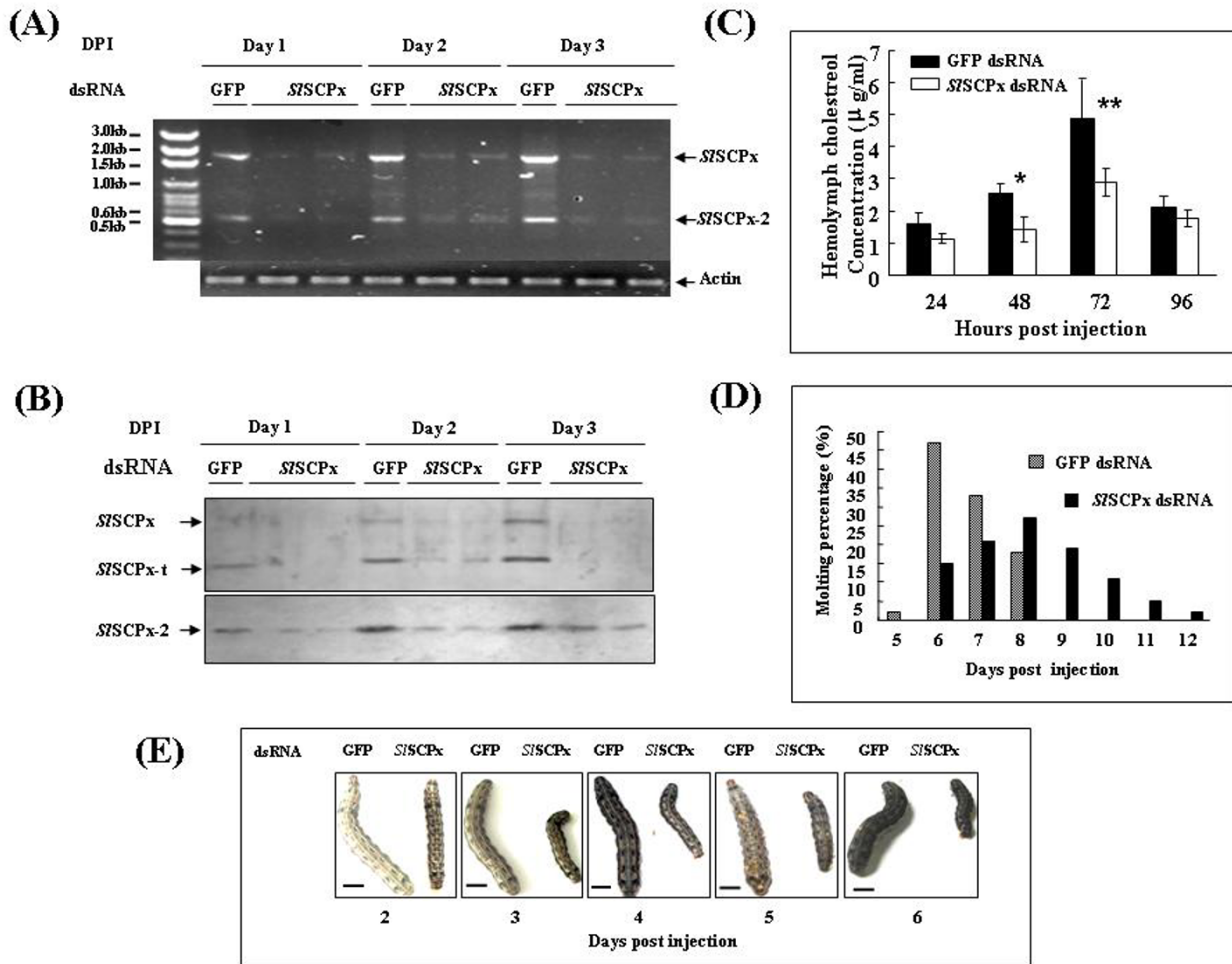 (A)
DPI Day 1 Day 2 Day 3
dsRNA GFP SlSCPx GFP SlSCPx GFP SlSCPx
3.0kb
2.0kb
1.5kb
1.0kb
0.6kb
0.5kb
SlSCPx
SlSCPx-2
Actin
(B)
DPI Day 1 Day 2 Day 3
dsRNA GFP SlSCPx GFP SlSCPx GFP SlSCPx
SlSCPx
SlSCPx-t
SlSCPx-2
(C)
Hemolymph cholestreol
Concentration (μ g/ml)
7
6
5
4
3
2
1
0
GFP dsRNA
SlSCPx dsRNA
*
**
24 48 72 96
Hours post injection
(D)
Molting percentage (%)
50
45
40
35
30
25
20
15
10
5
0
GFP dsRNA
SlSCPx dsRNA
5 6 7 8 9 10 11 12
Days post injection
(E)
dsRNA GFP SlSCPx GFP SlSCPx GFP SlSCPx GFP SlSCPx GFP SlSCPx
2 3 4 5 6
Days post injection